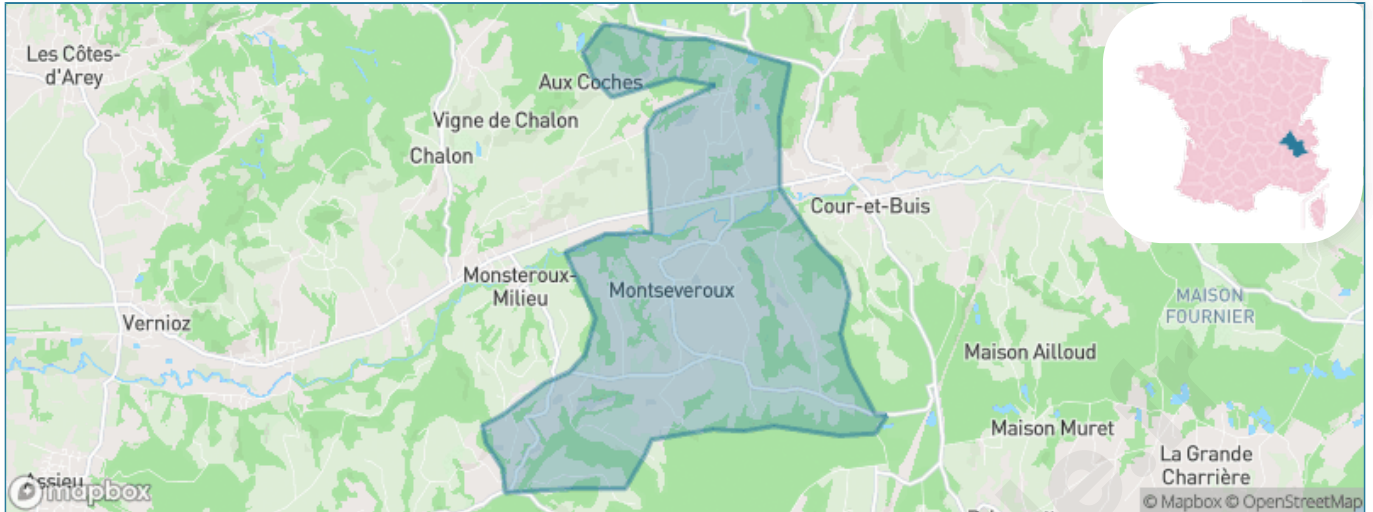 Les Côtes-
d'Arey
Aux Coches
Vigne de Chalon
Chalon
Cour-et-Buis
Monsteroux-
Milieu
Montseveroux
MAISON
FOURNIER
Vernioz
Maison Ailloud
Maison Muret
La Grande
Charrière
Assieu
mapbox
© Mapbox © OpenStreetMap